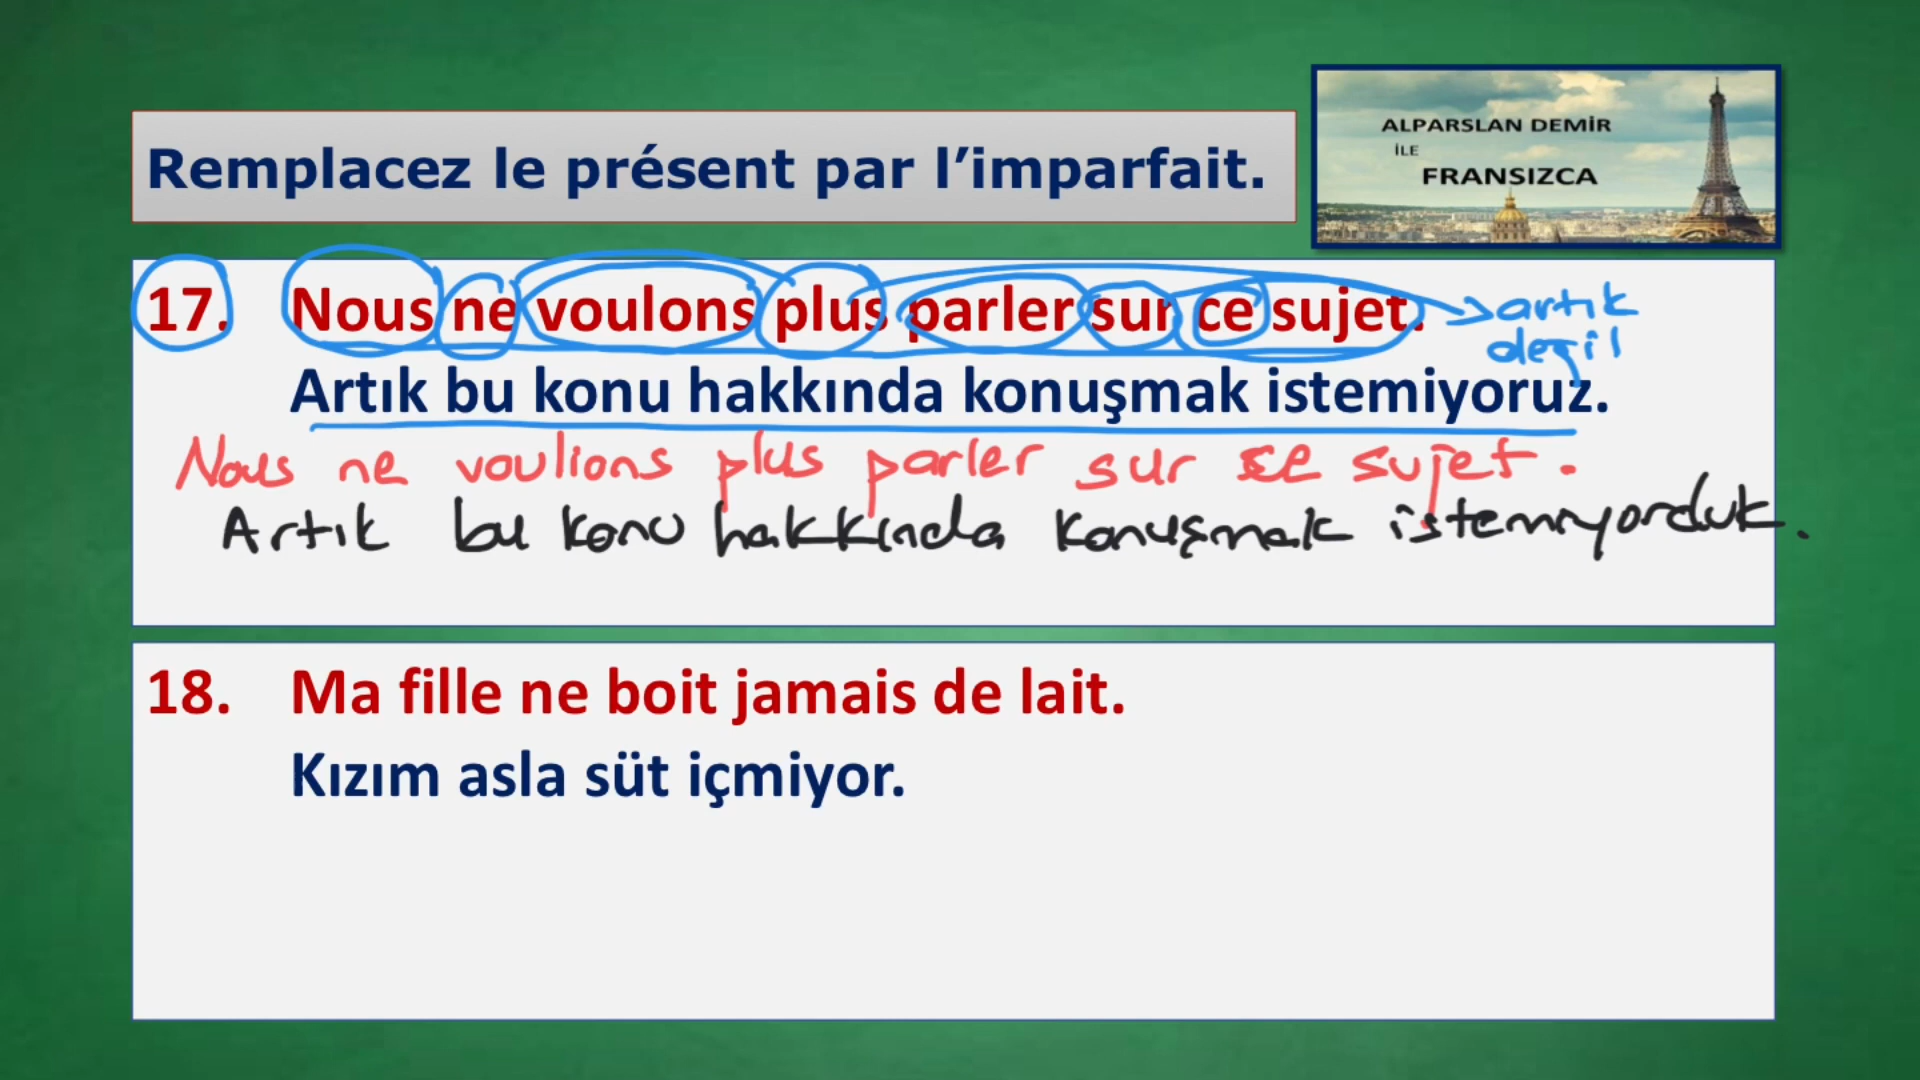 ALPARSLAN DEMİR
İLE
FRANSIZCA
Remplacez le présent par l’imparfait.
17. Nous ne voulons plus parler sur ce sujet.
artık
değil
Artık bu konu hakkında konuşmak istemiyoruz.
Nous ne voulions plus parler sur ce sujet.
Artık bu konu hakkında konuşmak istemiyorduk.
18. Ma fille ne boit jamais de lait.
Kızım asla süt içmiyor.